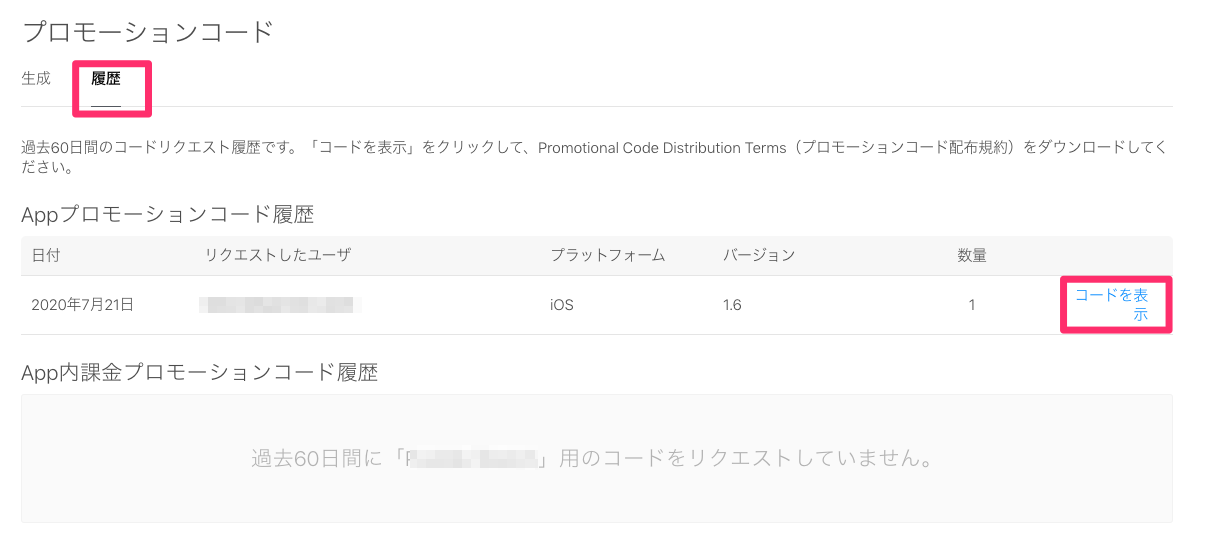 プロモーションコード
生成 履歴
過去60日間のコードリクエスト履歴です。「コードを表示」をクリックして、Promotional Code Distribution Terms（プロモーションコード配布規約）をダウンロードしてく
ださい。
Appプロモーションコード履歴
日付 リクエストしたユーザ プラットフォーム バージョン 数量
2020年7月21日 iOS 1.6 1 コードを表
示
App内課金プロモーションコード履歴
過去60日間に「」用のコードをリクエストしていません。